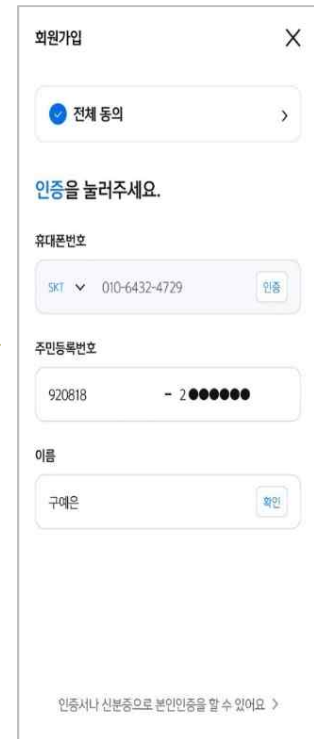 회원가입
전체 동의
인증을 눌러주세요.
휴대폰번호
SKT 010-6432-4729 인증
주민등록번호
920818 - 2●●●●●●
이름
구예은 확인
인증서나 신분증으로 본인인증을 할 수 있어요 >